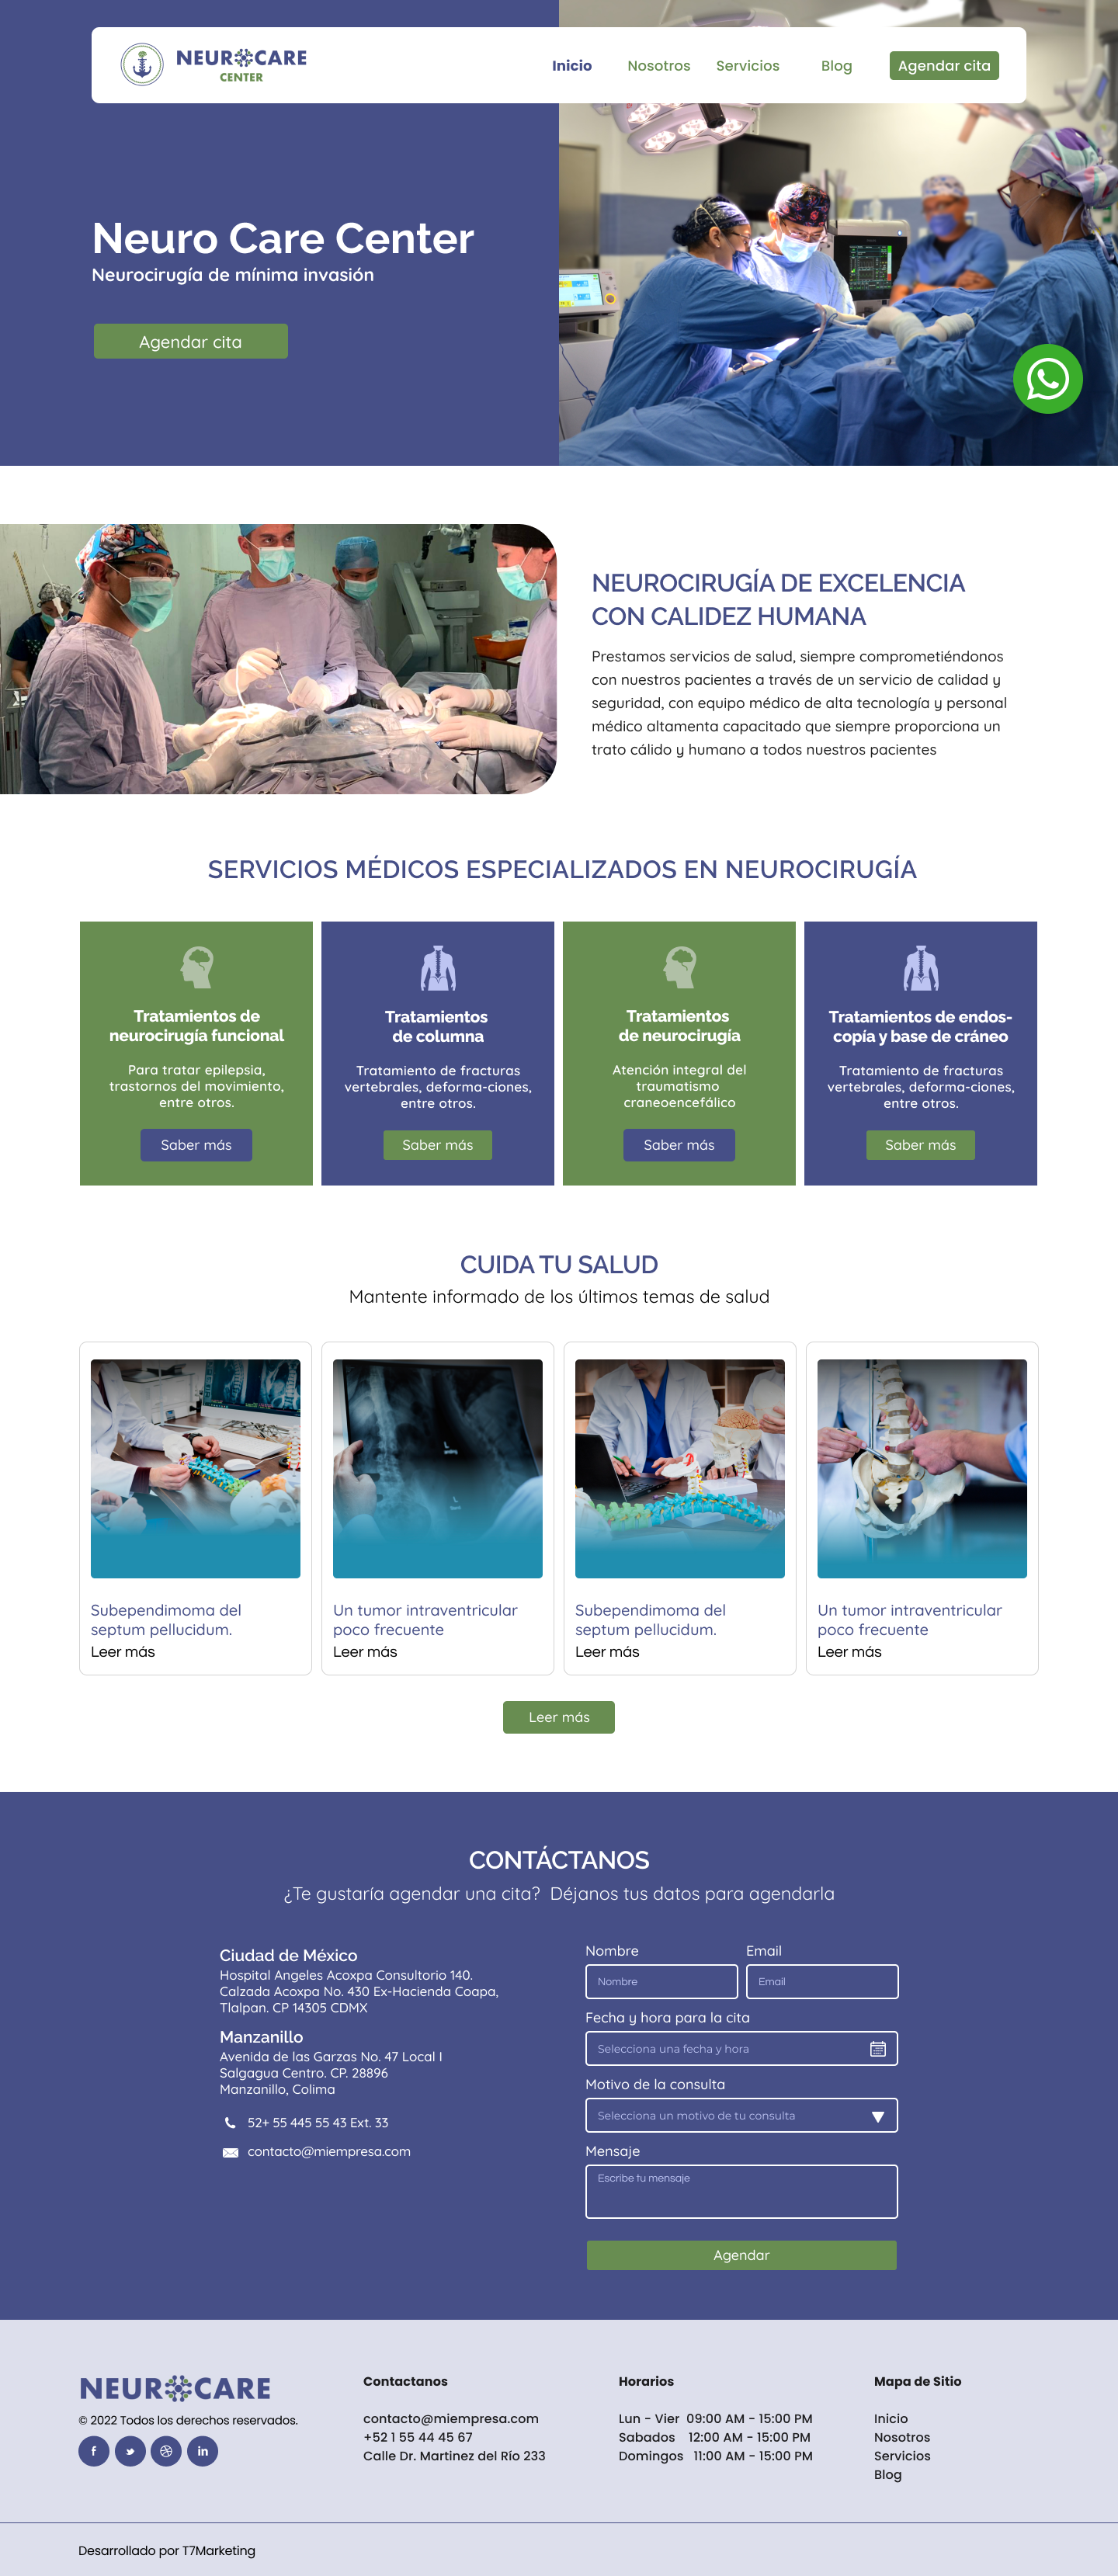 NEUROCARE
CENTER
Inicio
Nosotros
Servicios
Blog
Agendar cita
Neuro Care Center
Neurocirugía de mínima invasión
Agendar cita
NEUROCIRUGÍA DE EXCELENCIA
CON CALIDEZ HUMANA
Prestamos servicios de salud, siempre comprometiéndonos
con nuestros pacientes a través de un servicio de calidad y
seguridad, con equipo médico de alta tecnología y personal
médico altamenta capacitado que siempre proporciona un
trato cálido y humano a todos nuestros pacientes
SERVICIOS MÉDICOS ESPECIALIZADOS EN NEUROCIRUGÍA
Tratamientos de
neurocirugía funcional
Para tratar epilepsia,
trastornos del movimiento,
entre otros.
Saber más
Tratamientos
de columna
Tratamiento de fracturas
vertebrales, deforma-ciones,
entre otros.
Saber más
Tratamientos
de neurocirugía
Atención integral del
traumatismo
craneoencefálico
Saber más
Tratamientos de endos-
copía y base de cráneo
Tratamiento de fracturas
vertebrales, deforma-ciones,
entre otros.
Saber más
CUIDA TU SALUD
Mantente informado de los últimos temas de salud
Subependimoma del
septum pellucidum.
Leer más
Un tumor intraventricular
poco frecuente
Leer más
Subependimoma del
septum pellucidum.
Leer más
Un tumor intraventricular
poco frecuente
Leer más
Leer más
CONTÁCTANOS
¿Te gustaría agendar una cita? Déjanos tus datos para agendarla
Ciudad de México
Hospital Angeles Acoxpa Consultorio 140.
Calzada Acoxpa No. 430 Ex-Hacienda Coapa,
Tlalpan. CP 14305 CDMX
Manzanillo
Avenida de las Garzas No. 47 Local I
Salgagua Centro. CP. 28896
Manzanillo, Colima
52+ 55 445 55 43 Ext. 33
contacto@miempresa.com
Nombre
Email
Nombre
Email
Fecha y hora para la cita
Selecciona una fecha y hora
Motivo de la consulta
Selecciona un motivo de tu consulta
Mensaje
Escribe tu mensaje
Agendar
NEUROCARE
© 2022 Todos los derechos reservados.
Contactanos
contacto@miempresa.com
+52 1 55 44 45 67
Calle Dr. Martinez del Río 233
Horarios
Lun - Vier 09:00 AM - 15:00 PM
Sabados 12:00 AM - 15:00 PM
Domingos 11:00 AM - 15:00 PM
Mapa de Sitio
Inicio
Nosotros
Servicios
Blog
Desarrollado por T7Marketing